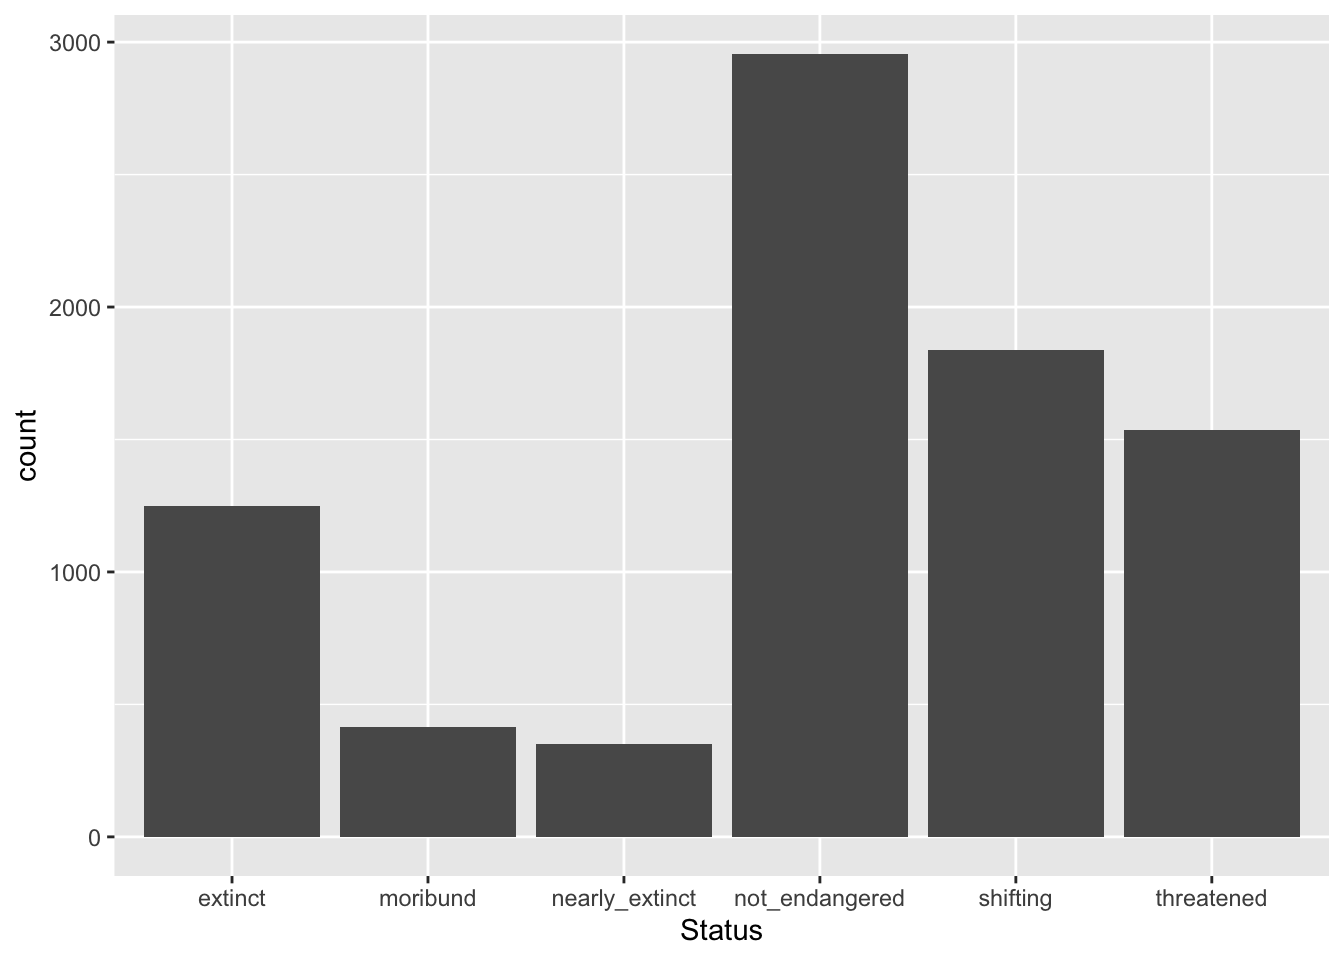 3000
2000
1000
0
count
extinct
moribund
nearly_extinct
not_endangered
shifting
threatened
Status